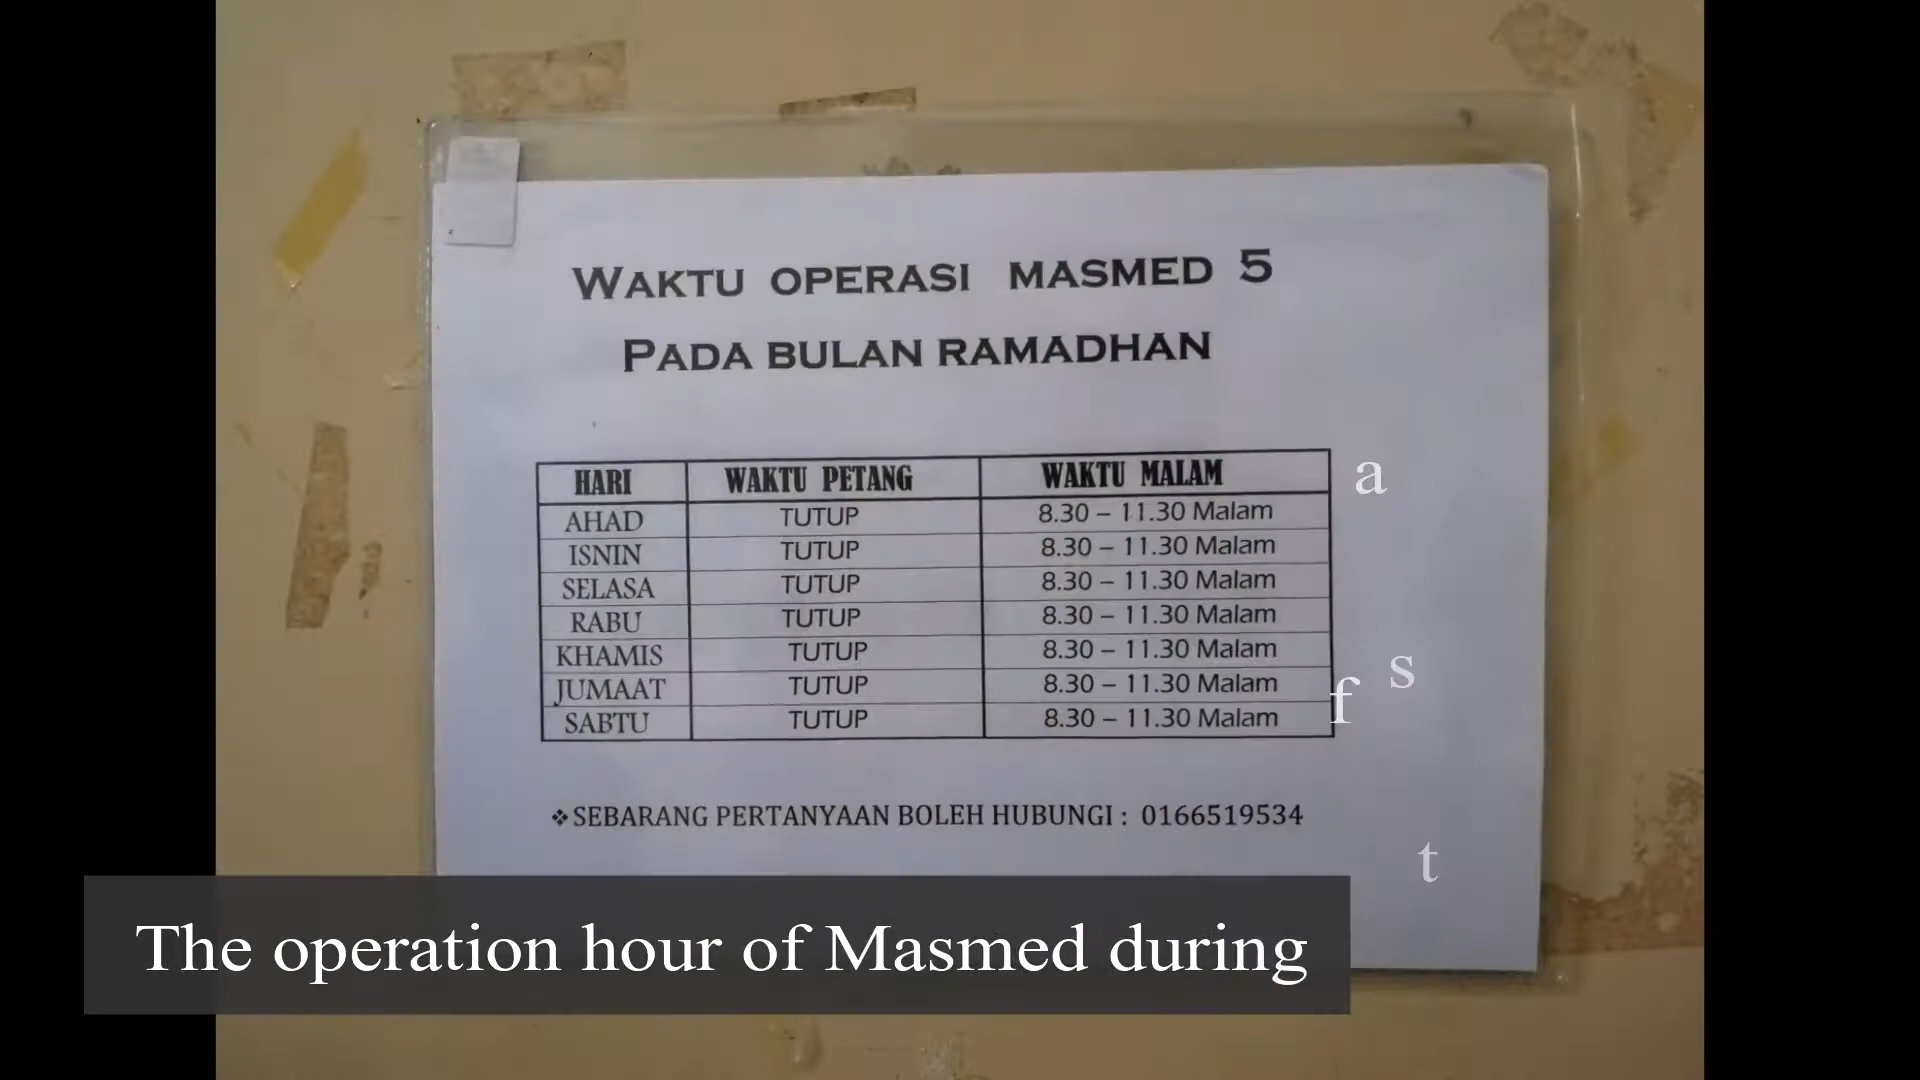 WAKTU OPERASI MASMED 5
PADA BULAN RAMADHAN
HARI WAKTU PETANG WAKTU MALAM
AHAD TUTUP 8.30 – 11.30 Malam
ISNIN TUTUP 8.30 – 11.30 Malam
SELASA TUTUP 8.30 – 11.30 Malam
RABU TUTUP 8.30 – 11.30 Malam
KHAMIS TUTUP 8.30 – 11.30 Malam
JUMAAT TUTUP 8.30 – 11.30 Malam
SABTU TUTUP 8.30 – 11.30 Malam
❖SEBARANG PERTANYAAN BOLEH HUBUNGI : 0166519534
The operation hour of Masmed during
a
f
s
t